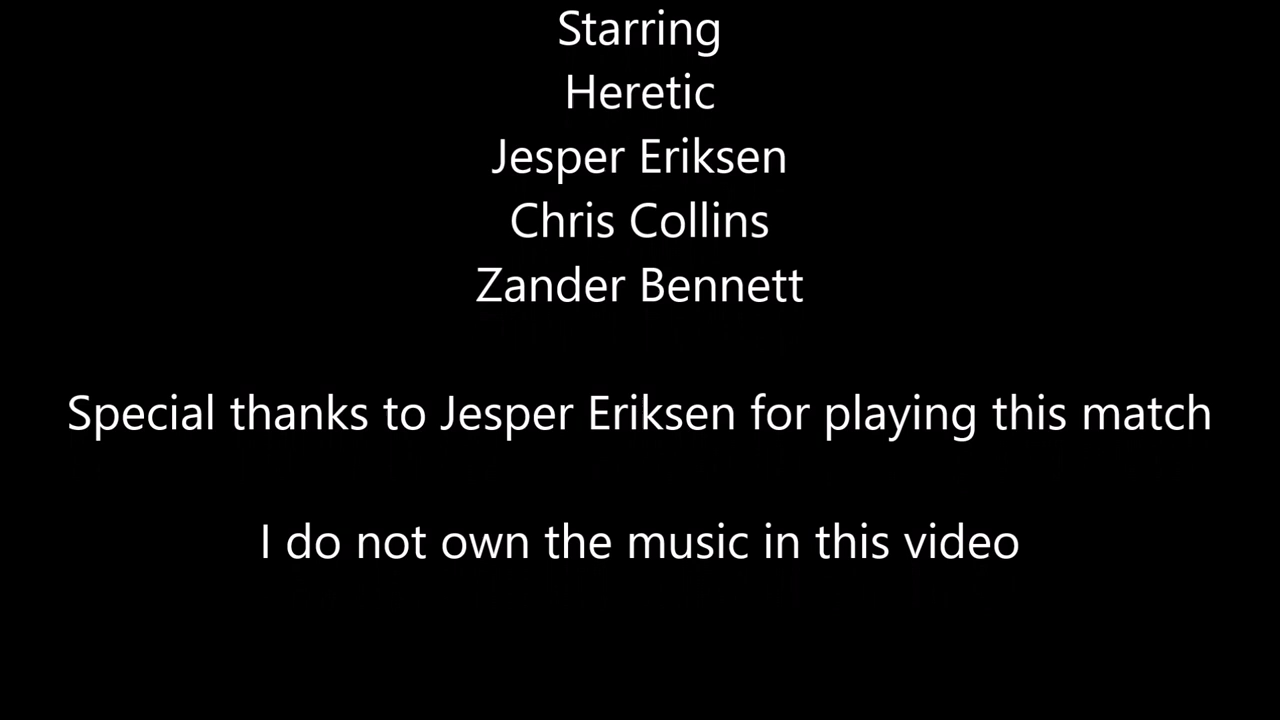 Starring
Heretic
Jesper Eriksen
Chris Collins
Zander Bennett
Special thanks to Jesper Eriksen for playing this match
I do not own the music in this video